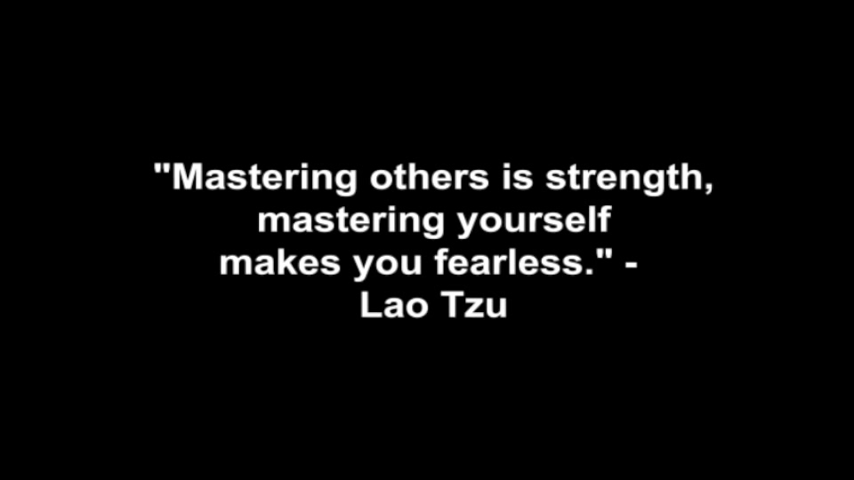 "Mastering others is strength,
mastering yourself
makes you fearless." -
Lao Tzu